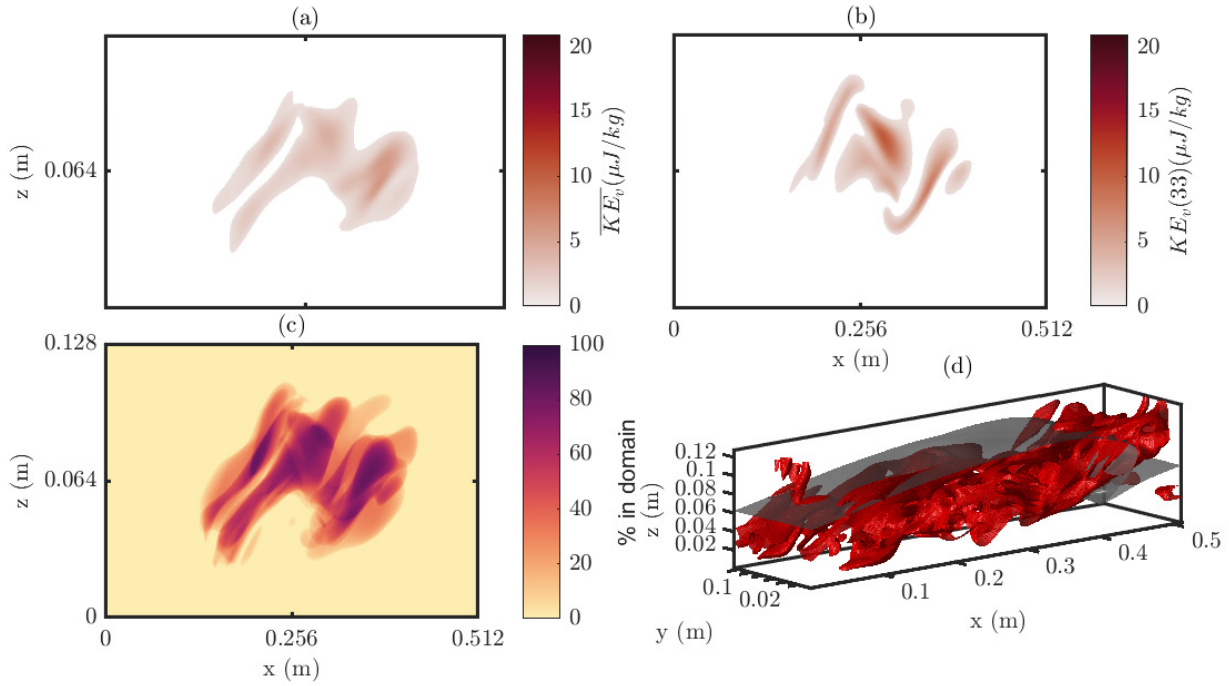 (a)
z (m)
0.064
20
15
10
5
0
\overline{KE_v}(μJ/kg)
(b)
20
15
10
5
0
KE_v(33)(μJ/kg)
0
0.256
0.512
x (m)
(c)
0.128
0.064
0
z (m)
0
0.256
0.512
x (m)
100
80
60
40
20
0
% in domain
(d)
0.12
0.1
0.08
0.06
0.04
0.02
z (m)
0.1
0.02
y (m)
0.1
0.2
0.3
0.4
0.5
x (m)